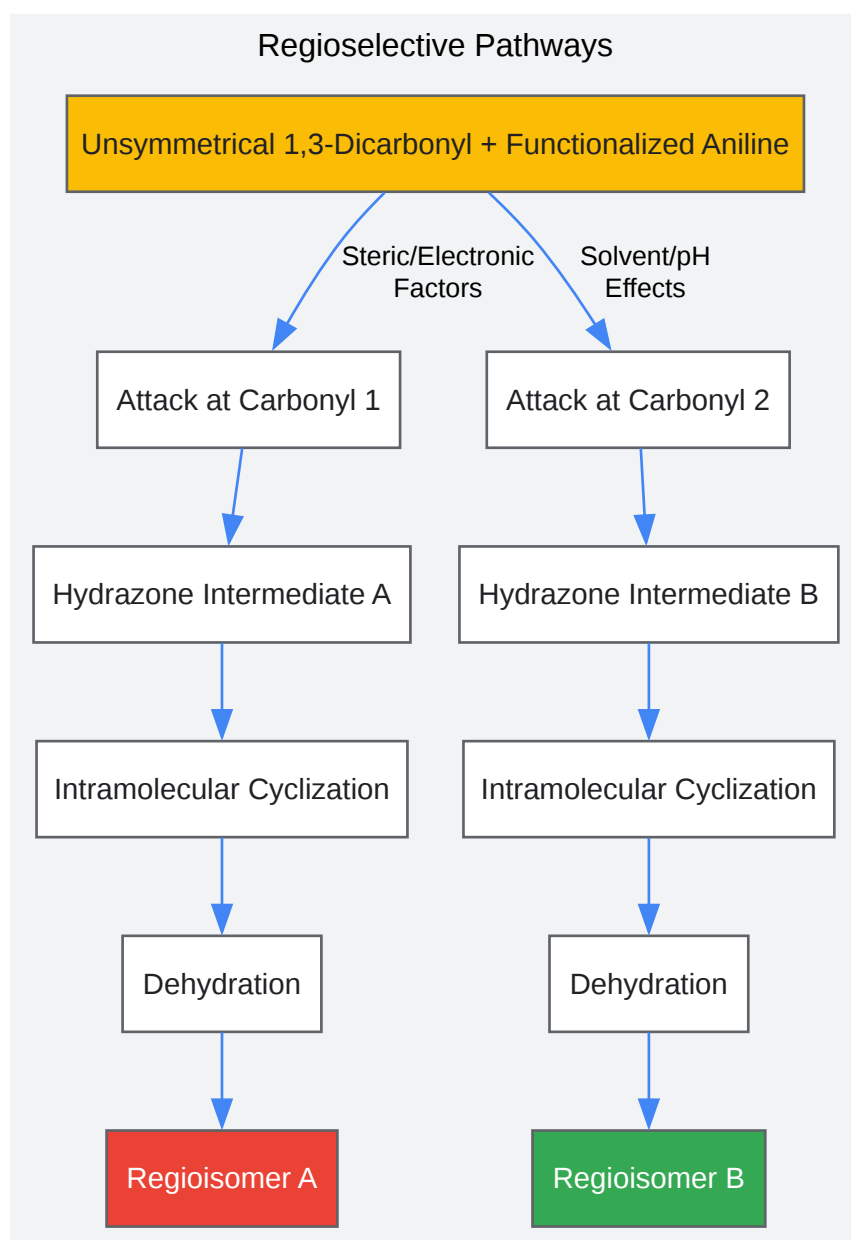 Regioselective Pathways
Unsymmetrical 1,3-Dicarbonyl + Functionalized Aniline
Steric/Electronic
Factors
Solvent/pH
Effects
Attack at Carbonyl 1
Attack at Carbonyl 2
Hydrazone Intermediate A
Hydrazone Intermediate B
Intramolecular Cyclization
Intramolecular Cyclization
Dehydration
Dehydration
Regioisomer A
Regioisomer B